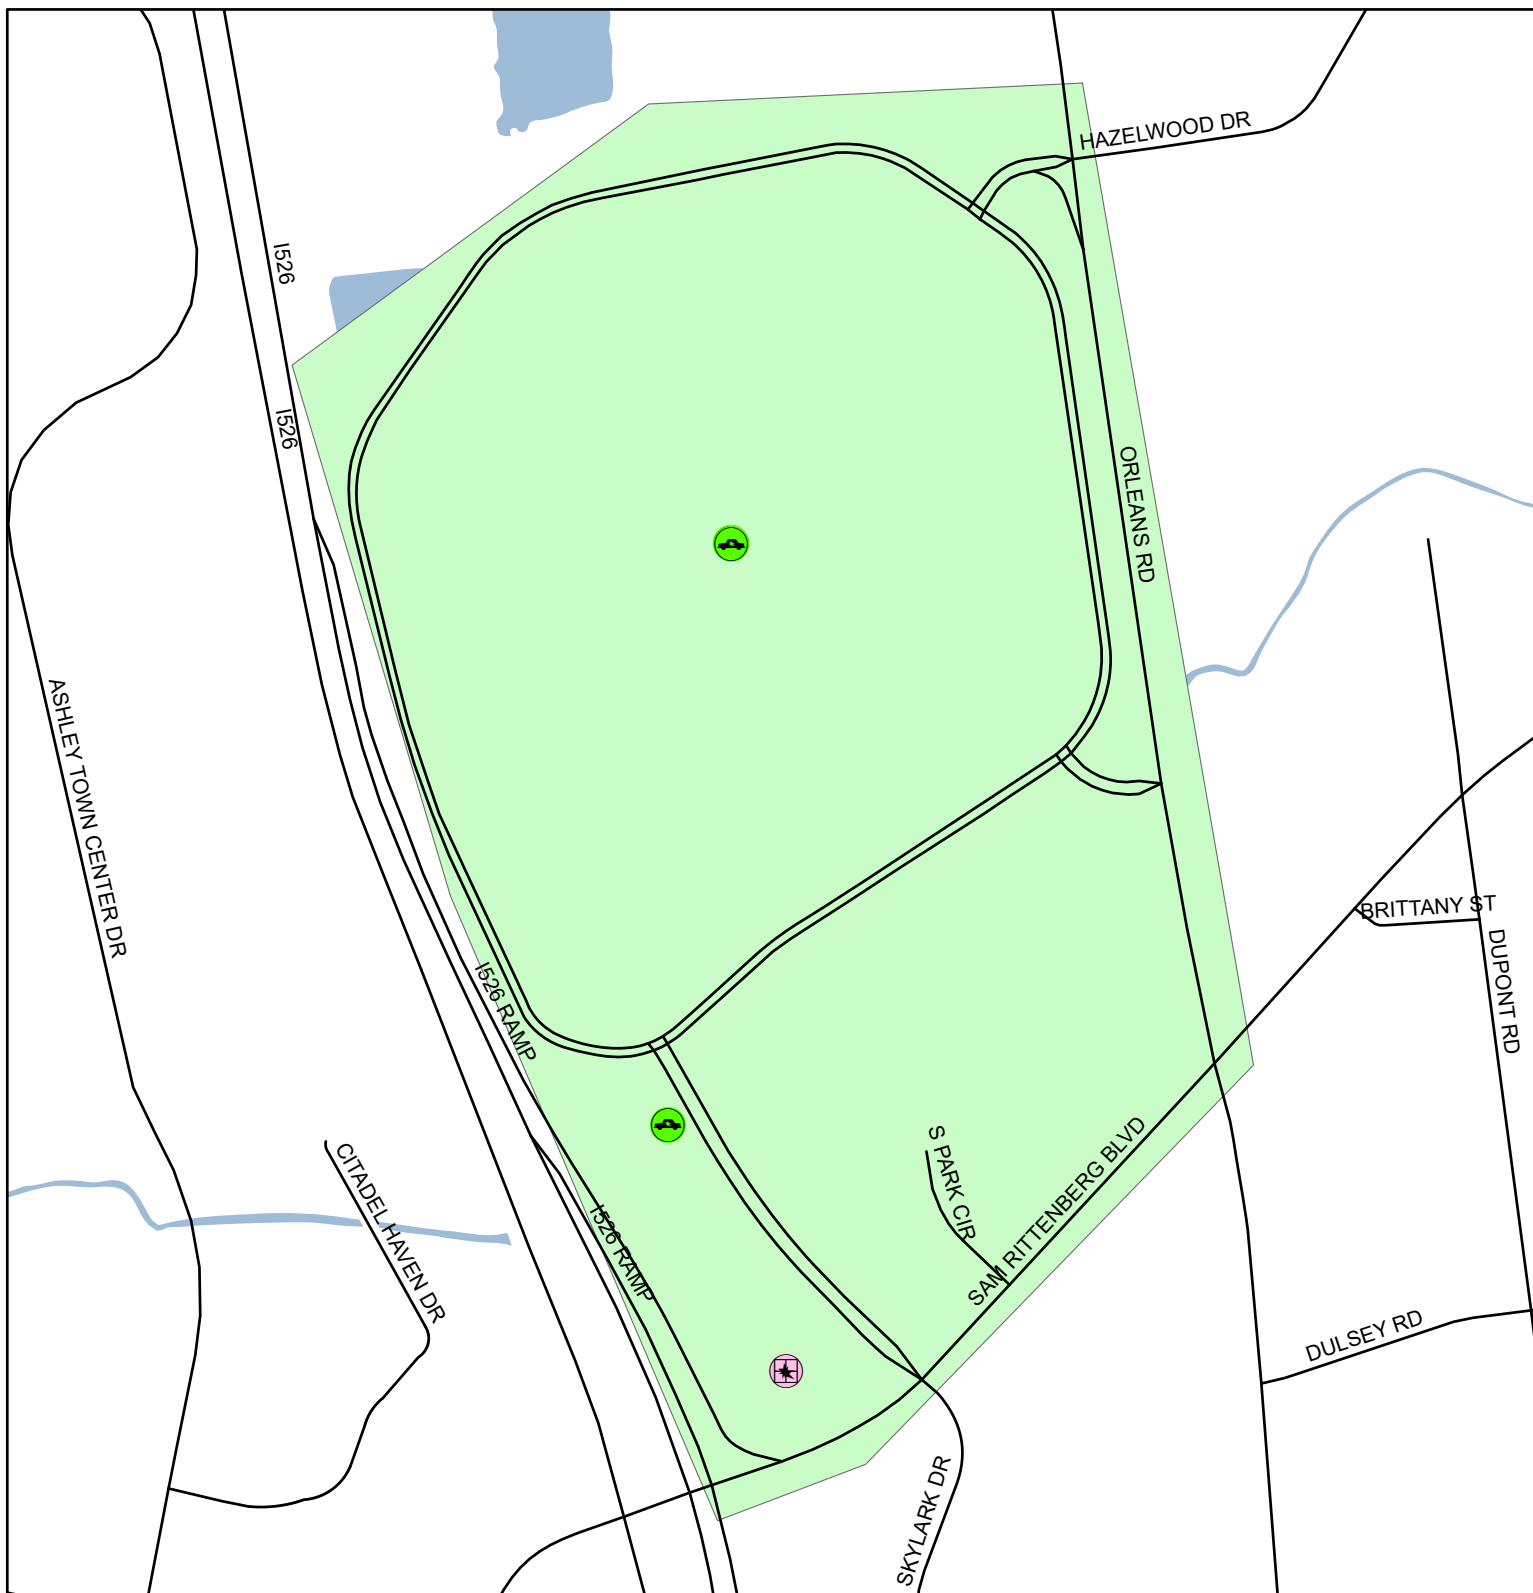 HAZELWOOD DR
I526
I526
ORLEANS RD
ASHLEY TOWN CENTER DR
BRITTANY ST
DUPONT RD
I526 RAMP
S PARK CIR
SAM RITTENBERG BLVD
CITADEL HAVEN DR
I526 RAMP
DULSEY RD
SKYLARK DR